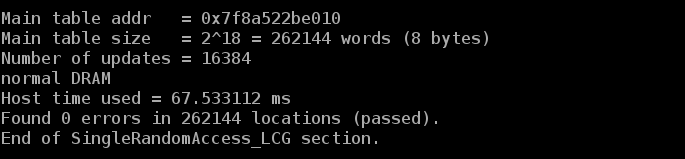 Main table addr   = 0x7f8a522be010
Main table size   = 2^18 = 262144 words (8 bytes)
Number of updates = 16384
normal DRAM
Host time used = 67.533112 ms
Found 0 errors in 262144 locations (passed).
End of SingleRandomAccess_LCG section.